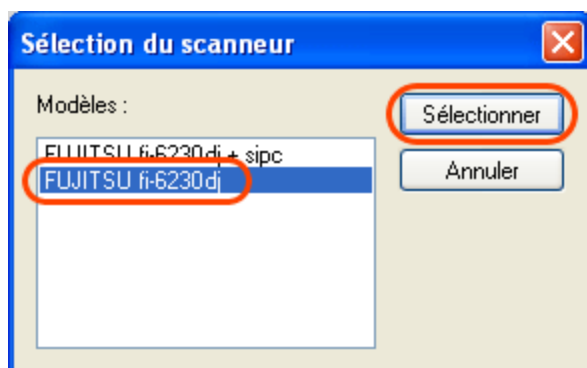 Sélection du scanneur
Modèles :
FUJITSU fi-6230dj + sipc
FUJITSU fi-6230dj
Sélectionner
Annuler